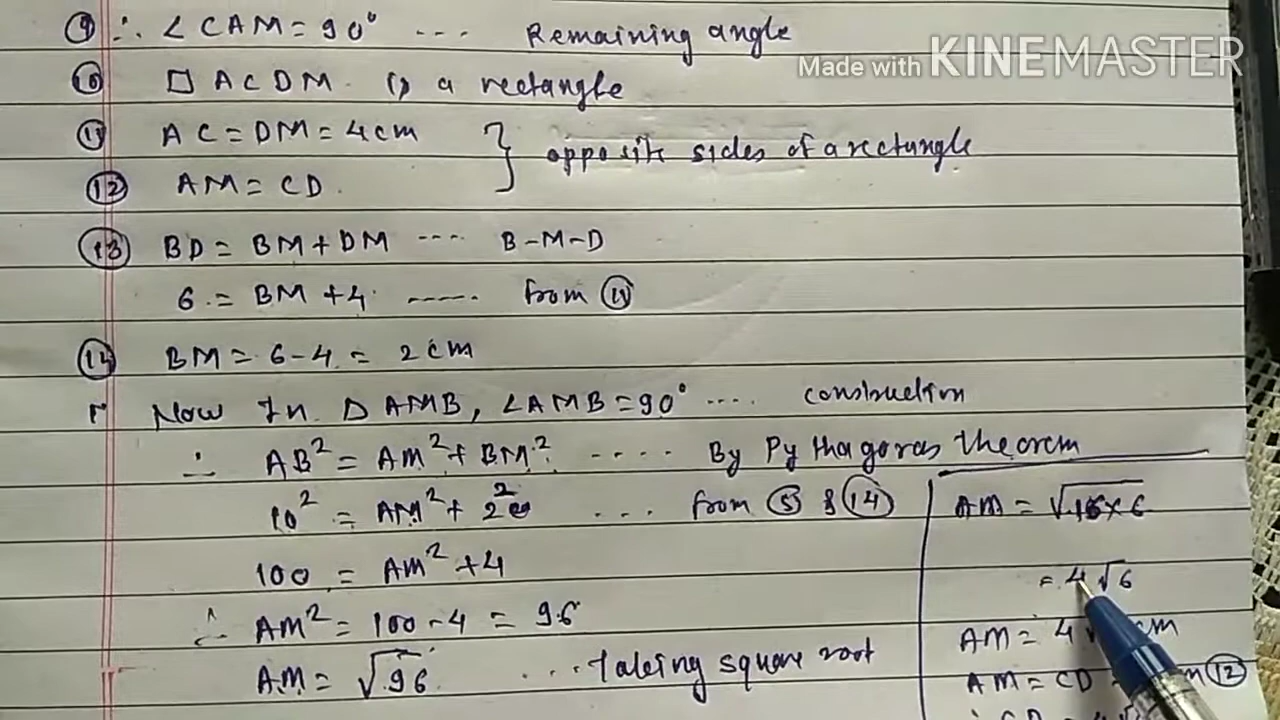 ⑨ ∴ ∠CAM = 90° ... Remaining angle
Made with KINEMASTER
⑩ □ ACDM is a rectangle
⑪ AC = DM = 4cm } opposite sides of a rectangle
⑫ AM = CD.
⑬ BD = BM + DM .... B-M-D
6 = BM + 4 ...... from ⑪
⑭ BM = 6 - 4 = 2cm
Now In △AMB, ∠AMB = 90° .... construction
∴ AB² = AM² + BM² .... By Pythagoras theorem
10² = AM² + 2² ... from ⑤ & ⑭
100 = AM² + 4
∴ AM² = 100 - 4 = 96
AM = √96 ... taking square root
AM = √16×6
= 4√6
AM = 4 cm
AM = CD ⑫
∴ CD = 4√